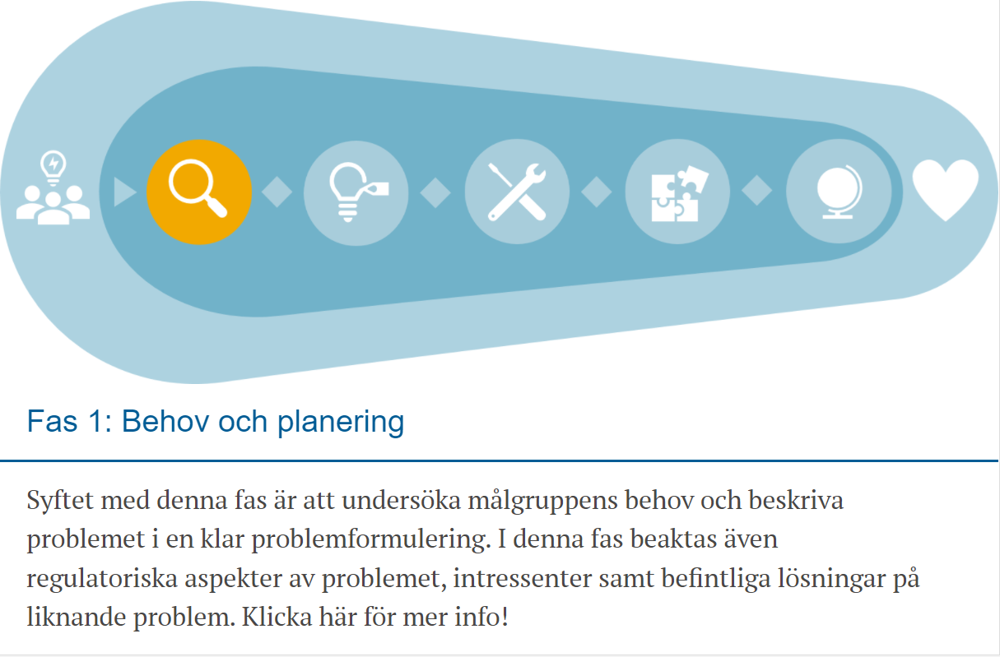 Fas 1: Behov och planering
Syftet med denna fas är att undersöka målgruppens behov och beskriva
problemet i en klar problemformulering. I denna fas beaktas även
regulatoriska aspekter av problemet, intressenter samt befintliga lösningar på
liknande problem. Klicka här för mer info!